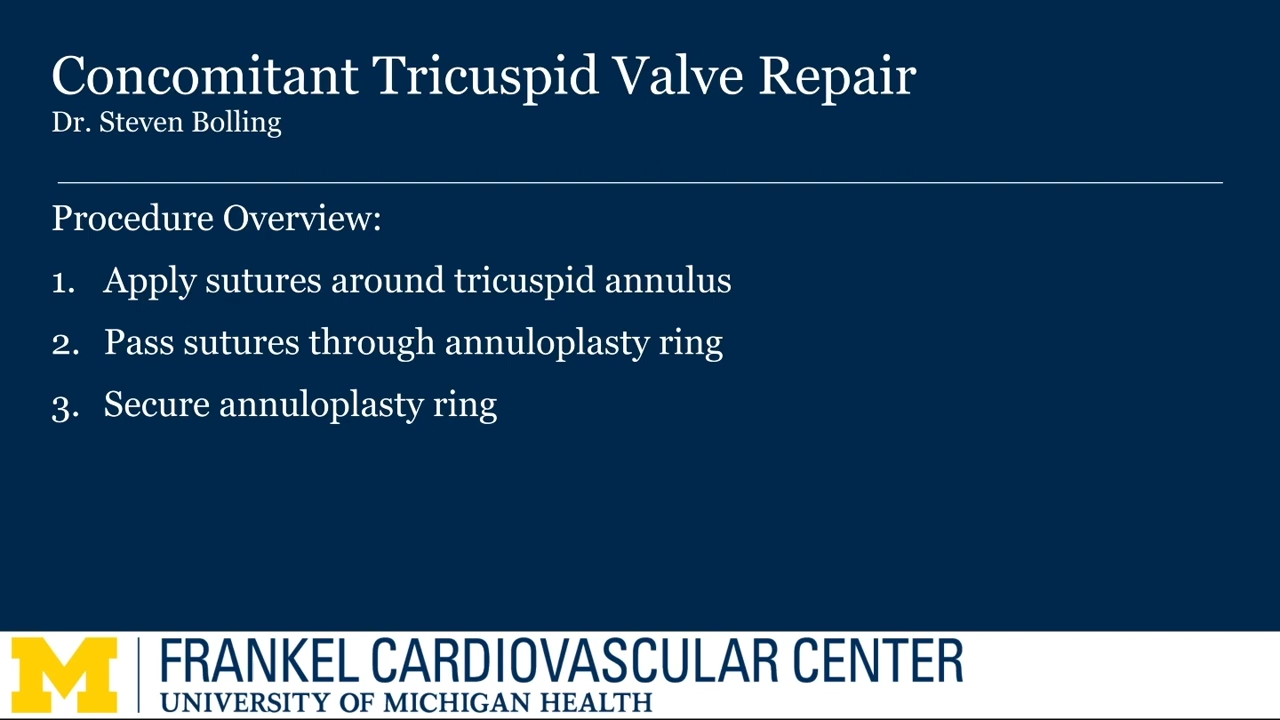 Concomitant Tricuspid Valve Repair
Dr. Steven Bolling
Procedure Overview:
1. Apply sutures around tricuspid annulus
2. Pass sutures through annuloplasty ring
3. Secure annuloplasty ring
M
FRANKEL CARDIOVASCULAR CENTER
UNIVERSITY OF MICHIGAN HEALTH